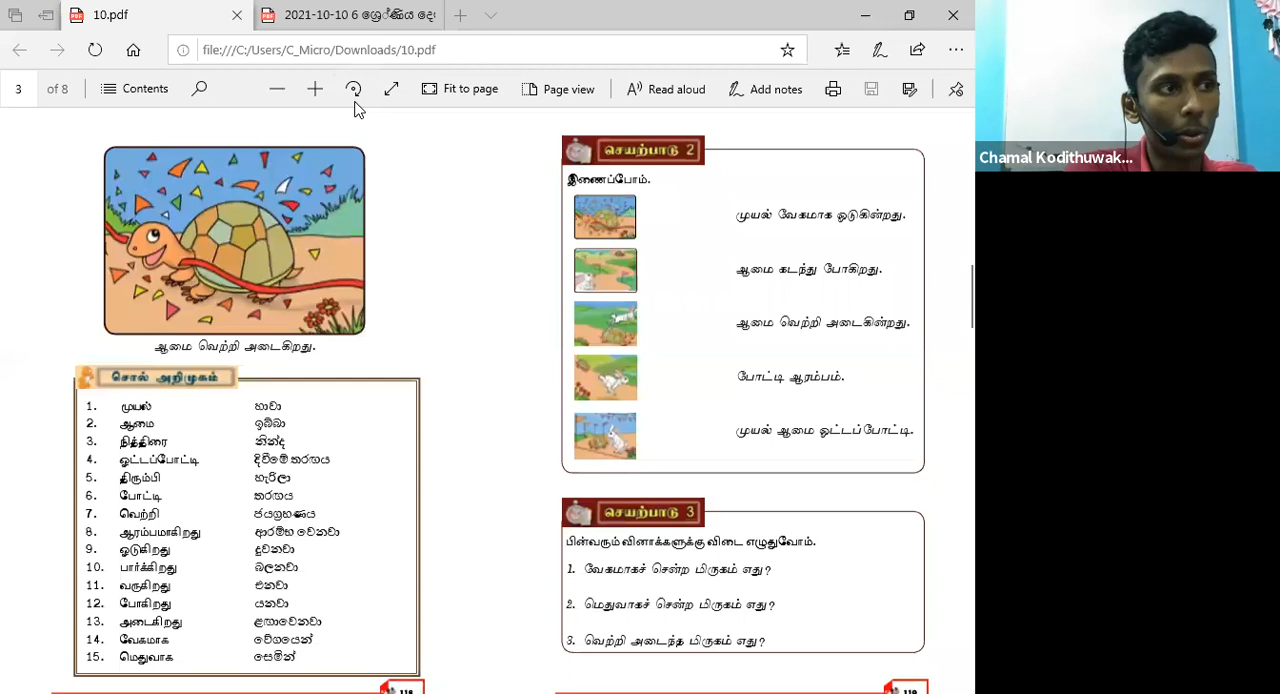 10.pdf
2021-10-10 6
file:///C:/Users/C_Micro/Downloads/10.pdf
3 of 8 Contents Fit to page Page view Read aloud Add notes
Chamal Kodithuwak...
ஆமை வெற்றி அடைகிறது.
சொல் அறிமுகம்
1. முயல் හාවා
2. ஆமை ඉබ්බා
3. நித்திரை නින්ද
4. ஓட்டப்போட்டி දිවීමේ තරඟය
5. திரும்பி හැරිලා
6. போட்டி තරඟය
7. வெற்றி ජයග්‍රහණය
8. ஆரம்பமாகிறது ආරම්භ වෙනවා
9. ஓடுகிறது දුවනවා
10. பார்க்கிறது බලනවා
11. வருகிறது එනවා
12. போகிறது යනවා
13. அடைகிறது ළඟාවෙනවා
14. வேகமாக වේගයෙන්
15. மெதுவாக සෙමින්
118
செயற்பாடு 2
இணைப்போம்.
முயல் வேகமாக ஓடுகின்றது.
ஆமை கடந்து போகிறது.
ஆமை வெற்றி அடைகின்றது.
போட்டி ஆரம்பம்.
முயல் ஆமை ஓட்டப்போட்டி.
செயற்பாடு 3
பின்வரும் வினாக்களுக்கு விடை எழுதுவோம்.
1. வேகமாகச் சென்ற மிருகம் எது?
2. மெதுவாகச் சென்ற மிருகம் எது?
3. வெற்றி அடைந்த மிருகம் எது?
119